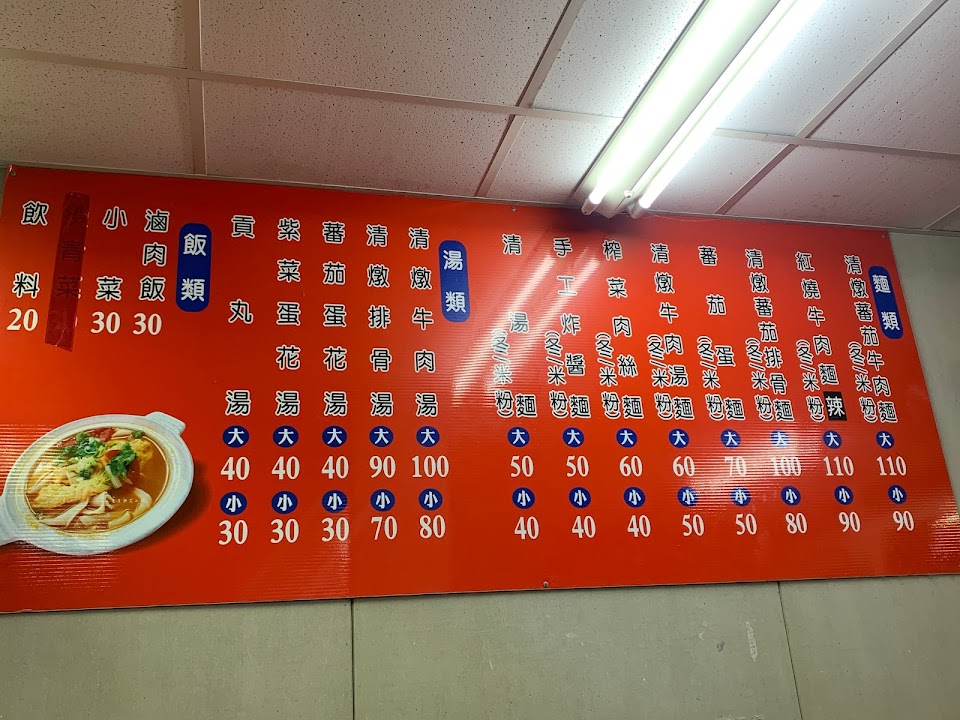 麵類
清燉蕃茄牛肉麵(冬/米粉) 大 110 小 90
紅燒牛肉麵(冬/米粉) 辣 大 110 小 90
清燉蕃茄排骨麵(冬/米粉) 大 100 小 80
蕃茄蛋麵(冬/米粉) 大 70 小 50
清燉牛肉湯麵(冬/米粉) 大 60 小 50
榨菜肉絲麵(冬/米粉) 大 60 小 40
手工炸醬麵(冬/米粉) 大 50 小 40
清湯麵(冬/米粉) 大 50 小 40
湯類
清燉牛肉湯 大 100 小 80
清燉排骨湯 大 90 小 70
蕃茄蛋花湯 大 40 小 30
紫菜蛋花湯 大 40 小 30
貢丸湯 大 40 小 30
飯類
滷肉飯 30
小菜 30
青菜
飲料 20